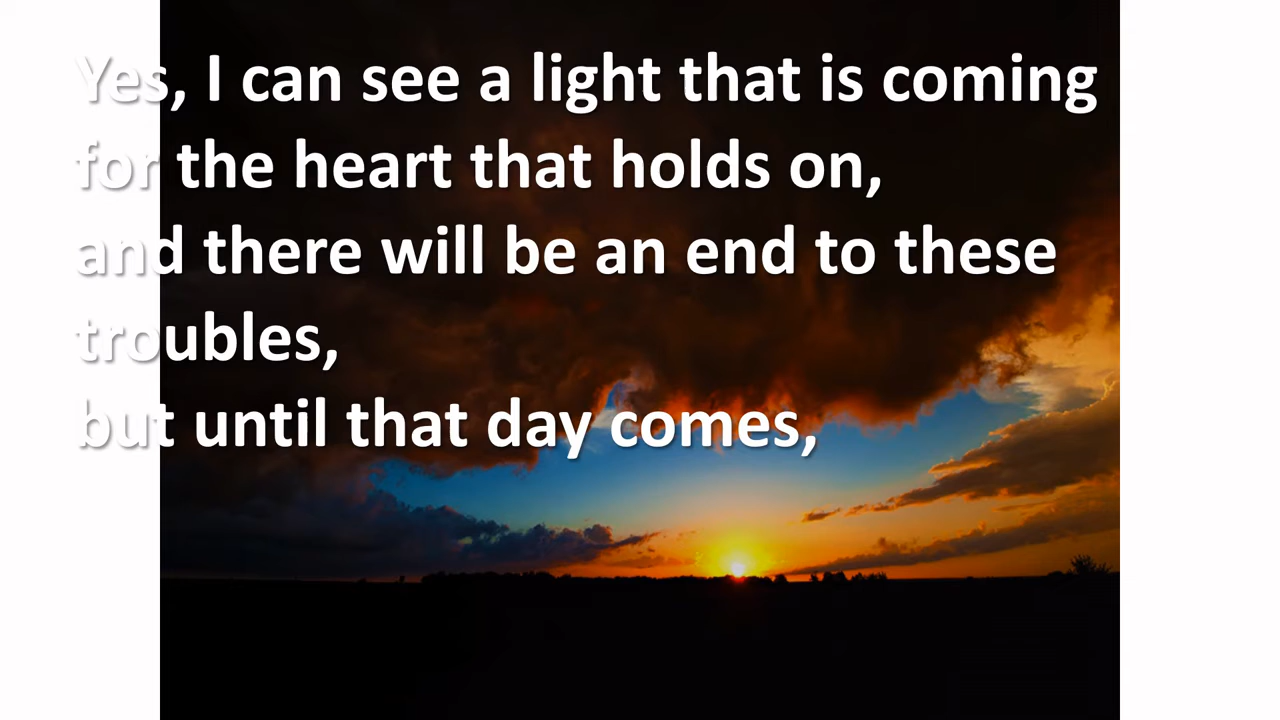 Yes, I can see a light that is coming
for the heart that holds on,
and there will be an end to these
troubles,
but until that day comes,